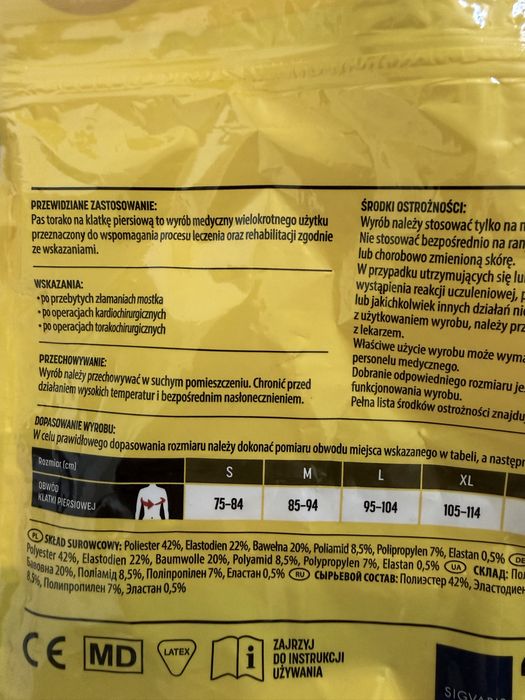 PRZEWIDZIANE ZASTOSOWANIE:
Pas torako na klatkę piersiową to wyrób medyczny wielokrotnego użytku
przeznaczony do wspomagania procesu leczenia oraz rehabilitacji zgodnie
ze wskazaniami.
WSKAZANIA:
• po przebytych złamaniach mostka
• po operacjach kardiochirurgicznych
• po operacjach torakochirurgicznych
PRZECHOWYWANIE:
Wyrób należy przechowywać w suchym pomieszczeniu. Chronić przed
działaniem wysokich temperatur i bezpośrednim nasłonecznieniem.
ŚRODKI OSTROŻNOŚCI:
Wyrób należy stosować tylko na
Nie stosować bezpośrednio na
lub chorobowo zmienioną skórę.
W przypadku utrzymujących się
wystąpienia reakcji uczuleniowej,
lub jakichkolwiek innych działań
z użytkowaniem wyrobu, należy
z lekarzem.
Właściwe użycie wyrobu może
personelu medycznego.
Dobranie odpowiedniego rozmiaru
funkcjonowania wyrobu.
Pełna lista środków ostrożności
DOPASOWANIE WYROBU:
W celu prawidłowego dopasowania rozmiaru należy dokonać pomiaru obwodu miejsca wskazanego w tabeli, a
Rozmiar (cm) S M L XL
OBWÓD
KLATKI PIERSIOWEJ 75-84 85-94 95-104 105-114
PL SKŁAD SUROWCOWY: Poliester 42%, Elastodien 22%, Bawełna 20%, Poliamid 8,5%, Polipropylen 7%, Elastan 0,5% DE
Polyester 42%, Elastodien 22%, Baumwolle 20%, Polyamid 8,5%, Polypropylen 7%, Elastan 0,5% UA СКЛАД:
Бавовна 20%, Поліамід 8,5%, Поліпропілен 7%, Еластан 0,5% RU СЫРЬЕВОЙ СОСТАВ: Полиэстер 42%,
8,5%, Полипропилен 7%, Эластан 0,5%
CE MD LATEX i ZAJRZYJ
DO INSTRUKCJI
UŻYWANIA